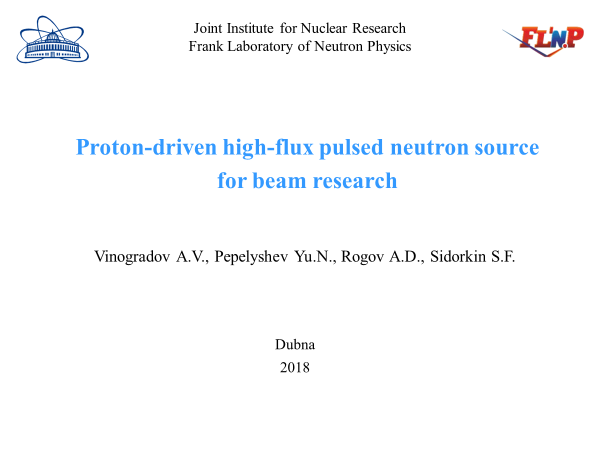 Joint Institute for Nuclear Research
Frank Laboratory of Neutron Physics
FLNP
Proton-driven high-flux pulsed neutron source
for beam research
Vinogradov A.V., Pepelyshev Yu.N., Rogov A.D., Sidorkin S.F.
Dubna
2018